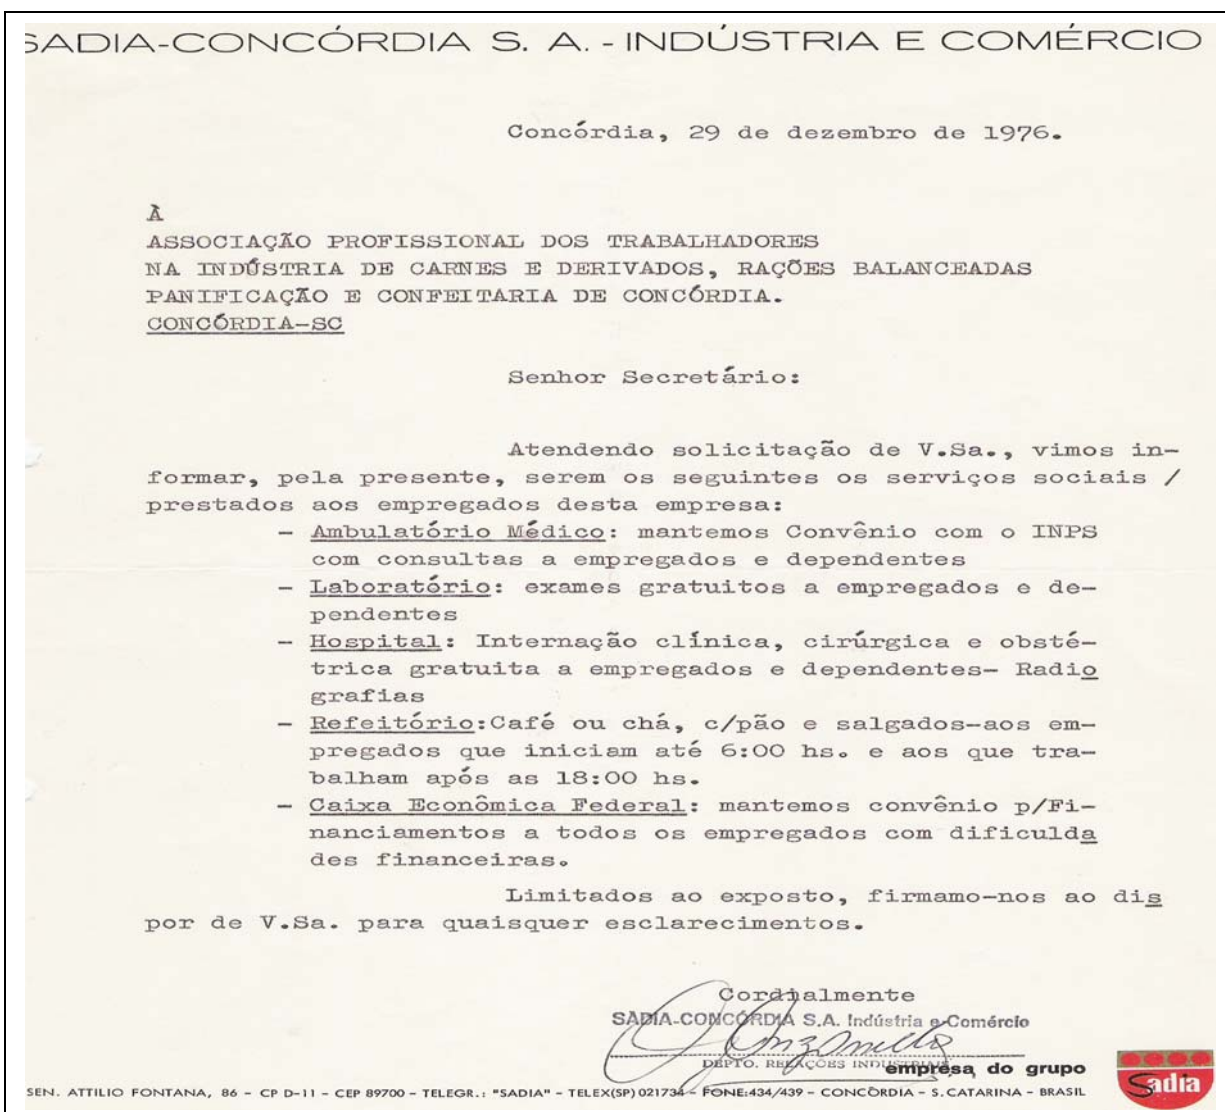 SADIA-CONCÓRDIA S. A. - INDÚSTRIA E COMÉRCIO
Concórdia, 29 de dezembro de 1976.
À
ASSOCIAÇÃO PROFISSIONAL DOS TRABALHADORES
NA INDÚSTRIA DE CARNES E DERIVADOS, RAÇÕES BALANCEADAS
PANIFICAÇÃO E CONFEITARIA DE CONCÓRDIA.
CONCÓRDIA-SC
Senhor Secretário:
Atendendo solicitação de V.Sa., vimos in-
formar, pela presente, serem os seguintes os serviços sociais /
prestados aos empregados desta empresa:
- Ambulatório Médico: mantemos Convênio com o INPS
com consultas a empregados e dependentes
- Laboratório: exames gratuitos a empregados e de-
pendentes
- Hospital: Internação clínica, cirúrgica e obsté-
trica gratuita a empregados e dependentes- Radio
grafias
- Refeitório:Café ou chá, c/pão e salgados-aos em-
pregados que iniciam até 6:00 hs. e aos que tra-
balham após as 18:00 hs.
- Caixa Econômica Federal: mantemos convênio p/Fi-
nanciamentos a todos os empregados com dificulda
des financeiras.
Limitados ao exposto, firmamo-nos ao dis
por de V.Sa. para quaisquer esclarecimentos.
Cordialmente
SADIA-CONCÓRDIA S.A. Indústria e Comércio
DEPTO. RELAÇÕES INDUSTRIAIS
empresa do grupo
Sadia
SEN. ATTILIO FONTANA, 86 - CP D-11 - CEP 89700 - TELEGR.: "SADIA" - TELEX(SP) 021734 - FONE:434/439 - CONCÓRDIA - S.CATARINA - BRASIL